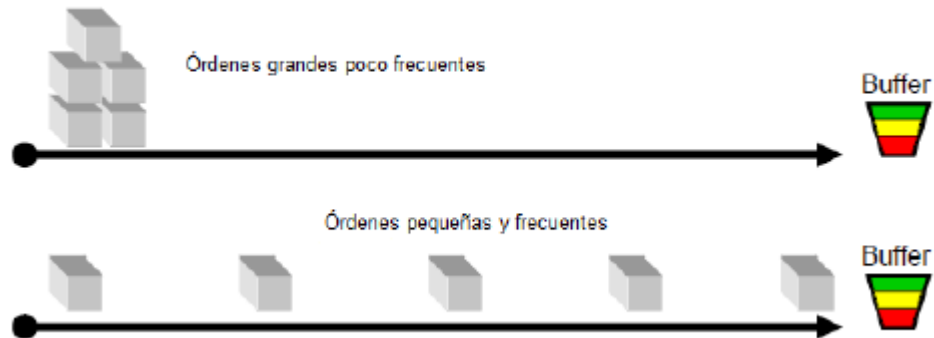 Órdenes grandes poco frecuentes
Buffer
Órdenes pequeñas y frecuentes
Buffer